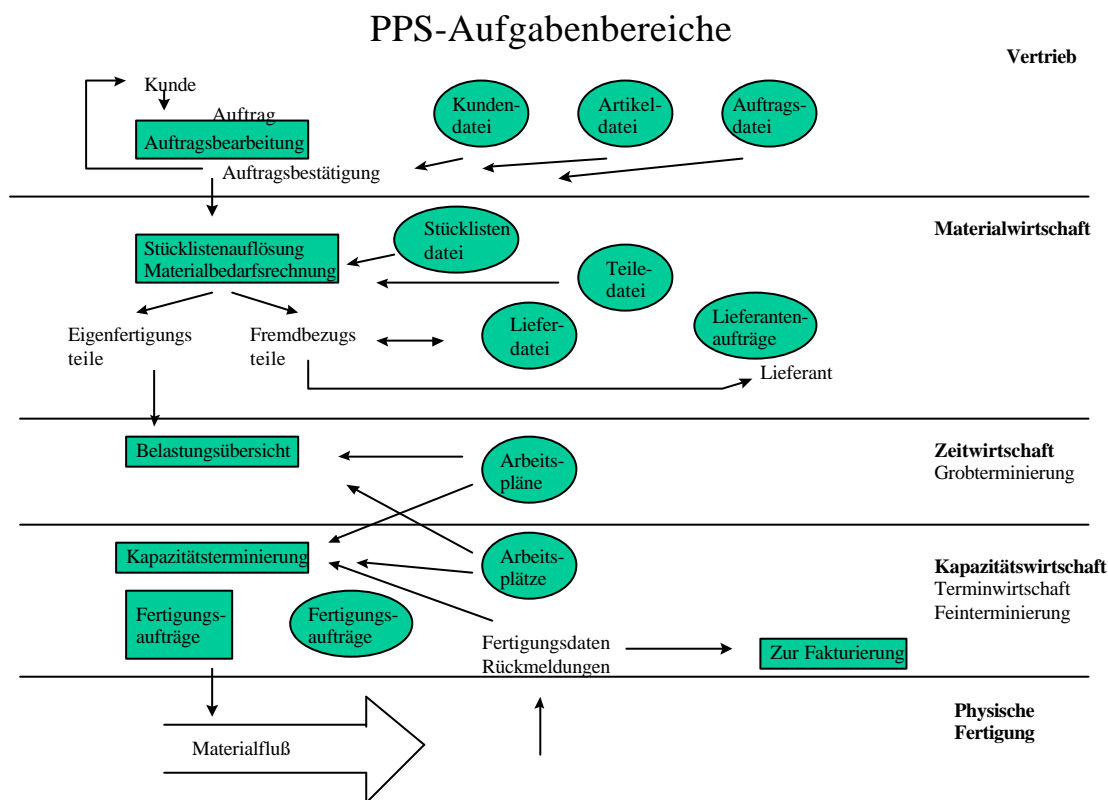 PPS-Aufgabenbereiche
Vertrieb
Kunde
Auftrag
Auftragsbearbeitung
Auftragsbestätigung
Kunden-
datei
Artikel-
datei
Auftrags-
datei
Materialwirtschaft
Stücklistenauflösung
Materialbedarfsrechnung
Stücklisten
datei
Teile-
datei
Eigenfertigungs
teile
Fremdbezugs
teile
Liefer-
datei
Lieferanten-
aufträge
Lieferant
Belastungsübersicht
Arbeits-
pläne
Zeitwirtschaft
Grobterminierung
Kapazitätsterminierung
Arbeits-
plätze
Kapazitätswirtschaft
Terminwirtschaft
Feinterminierung
Fertigungs-
aufträge
Fertigungs-
aufträge
Fertigungsdaten
Rückmeldungen
Zur Fakturierung
Materialfluß
Physische
Fertigung